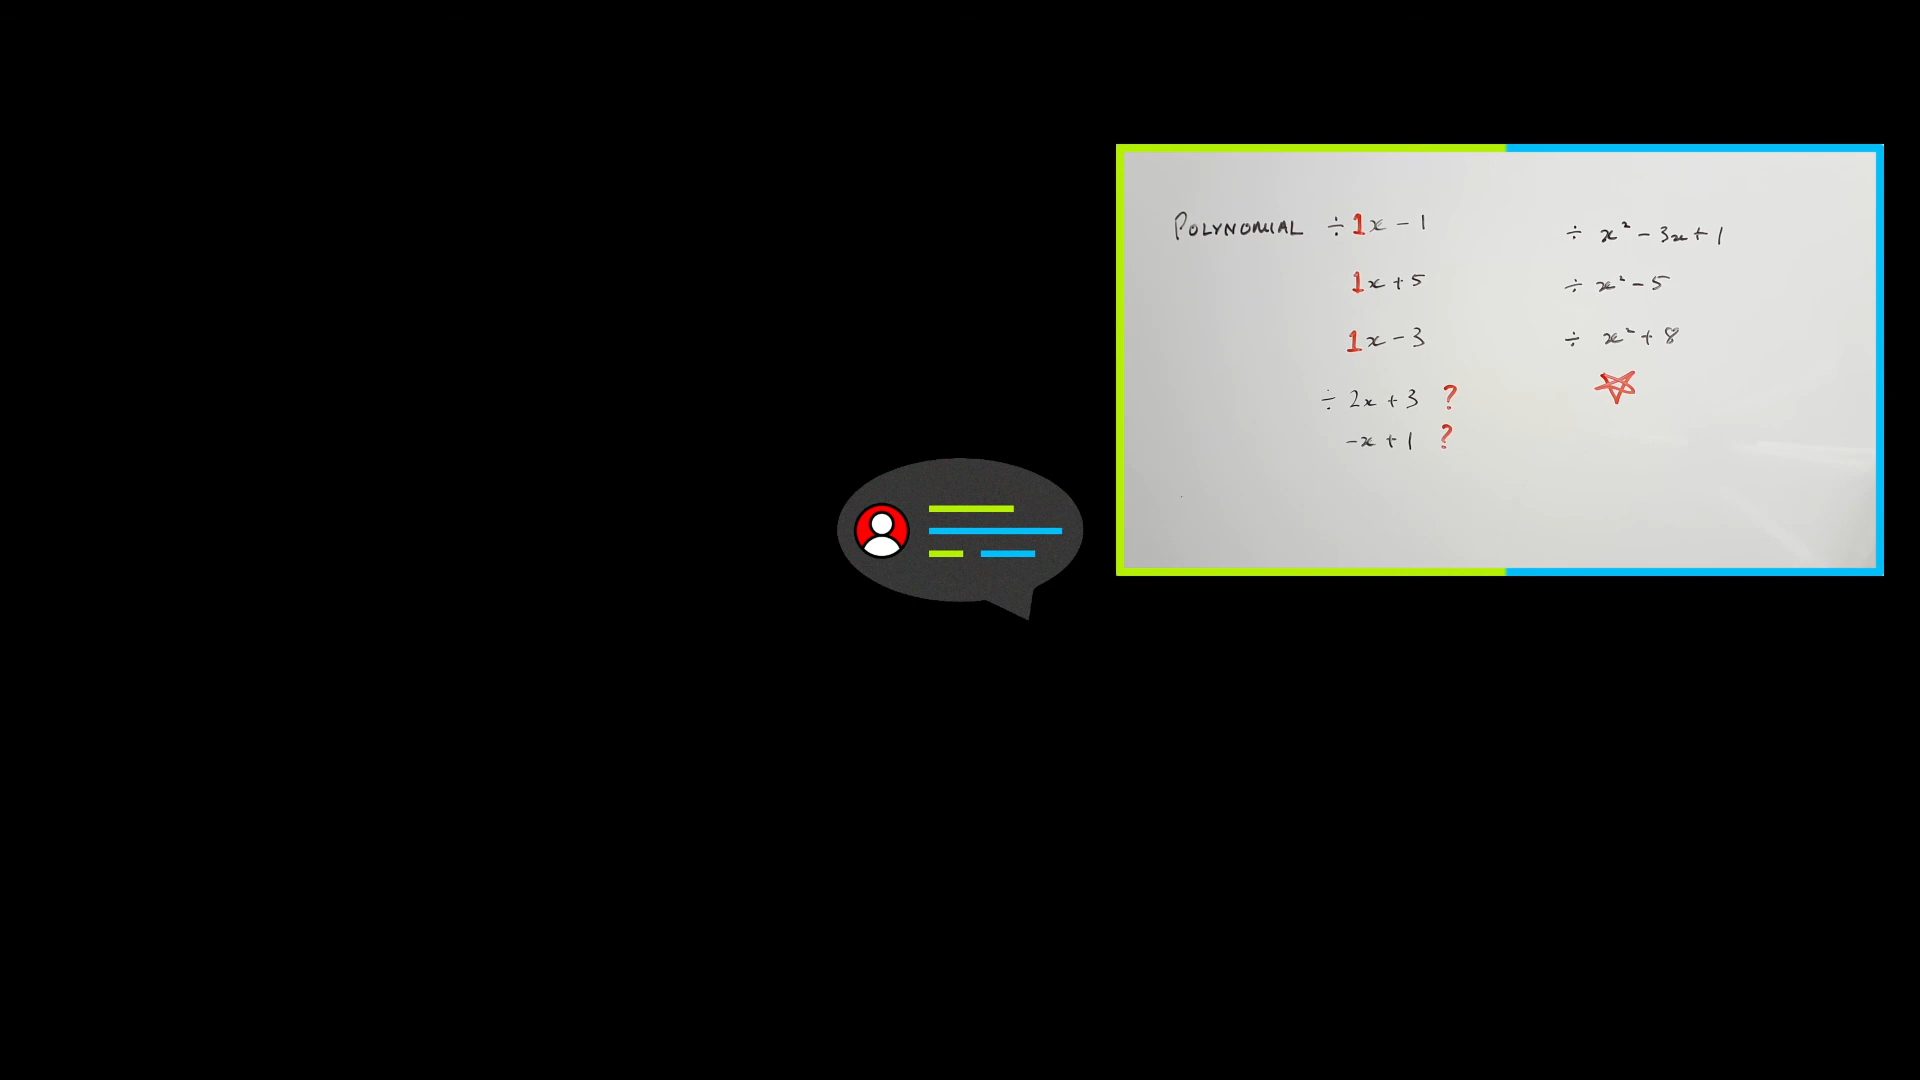 POLYNOMIAL ÷ 1x - 1
1x + 5
1x - 3
÷ 2x + 3 ?
-x + 1 ?
÷ x² - 3x + 1
÷ x² - 5
÷ x² + 8